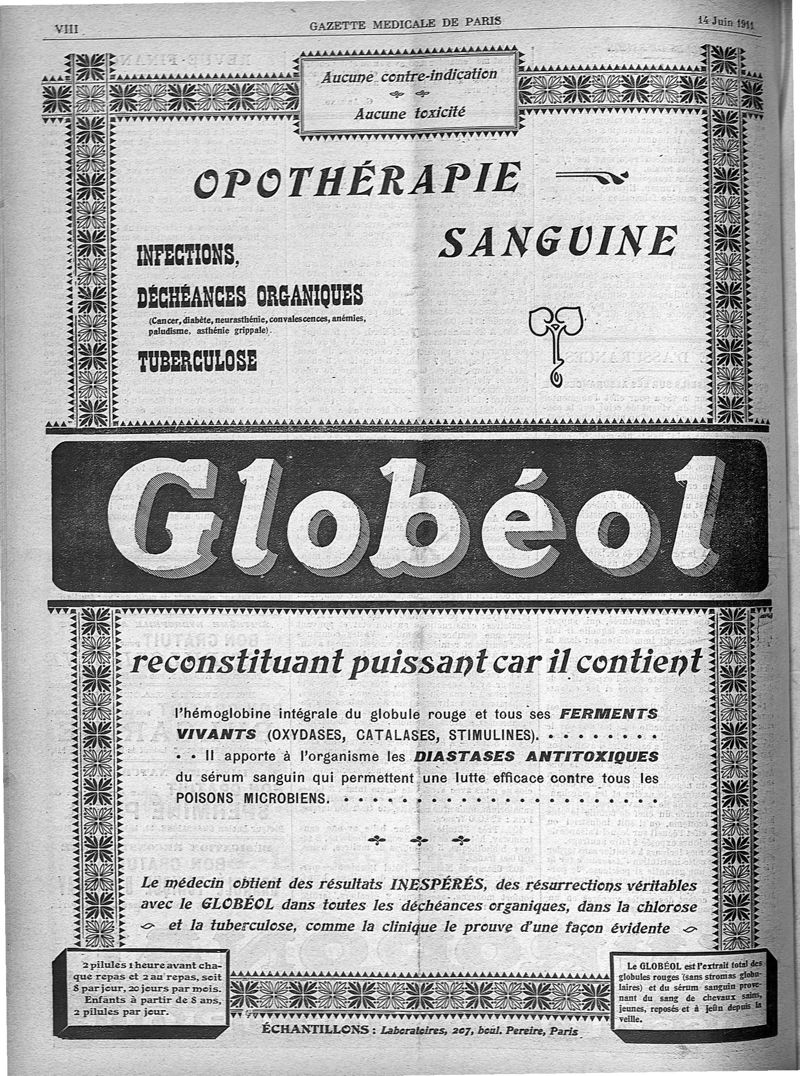 VIII
GAZETTE MEDICALE DE PARIS
14 Juin 1911
Aucune contre-indication
Aucune toxicité
OPOTHÉRAPIE
SANGUINE
INFECTIONS,
DÉCHÉANCES ORGANIQUES
(Cancer, diabète, neurasthénie, convalescences, anémies,
paludisme, asthénie grippale).
TUBERCULOSE
Globéol
reconstituant puissant car il contient
l'hémoglobine intégrale du globule rouge et tous ses FERMENTS
VIVANTS (OXYDASES, CATALASES, STIMULINES). . . . . . . . .
. . Il apporte à l'organisme les DIASTASES ANTITOXIQUES
du sérum sanguin qui permettent une lutte efficace contre tous les
POISONS MICROBIENS. . . . . . . . . . . . . . . . . . . . . . .
Le médecin obtient des résultats INESPÉRÉS, des résurrections véritables
avec le GLOBÉOL dans toutes les déchéances organiques, dans la chlorose
et la tuberculose, comme la clinique le prouve d'une façon évidente
2 pilules 1 heure avant cha-
que repas et 2 au repas, soit
8 par jour, 20 jours par mois.
Enfants à partir de 8 ans,
2 pilules par jour.
Le GLOBÉOL est l'extrait total des
globules rouges (sans stromas globu-
laires) et du sérum sanguin prove-
nant du sang de chevaux sains,
jeunes, reposés et à jeûn depuis la
veille.
ÉCHANTILLONS : Laboratoires, 207, boul. Pereire, Paris